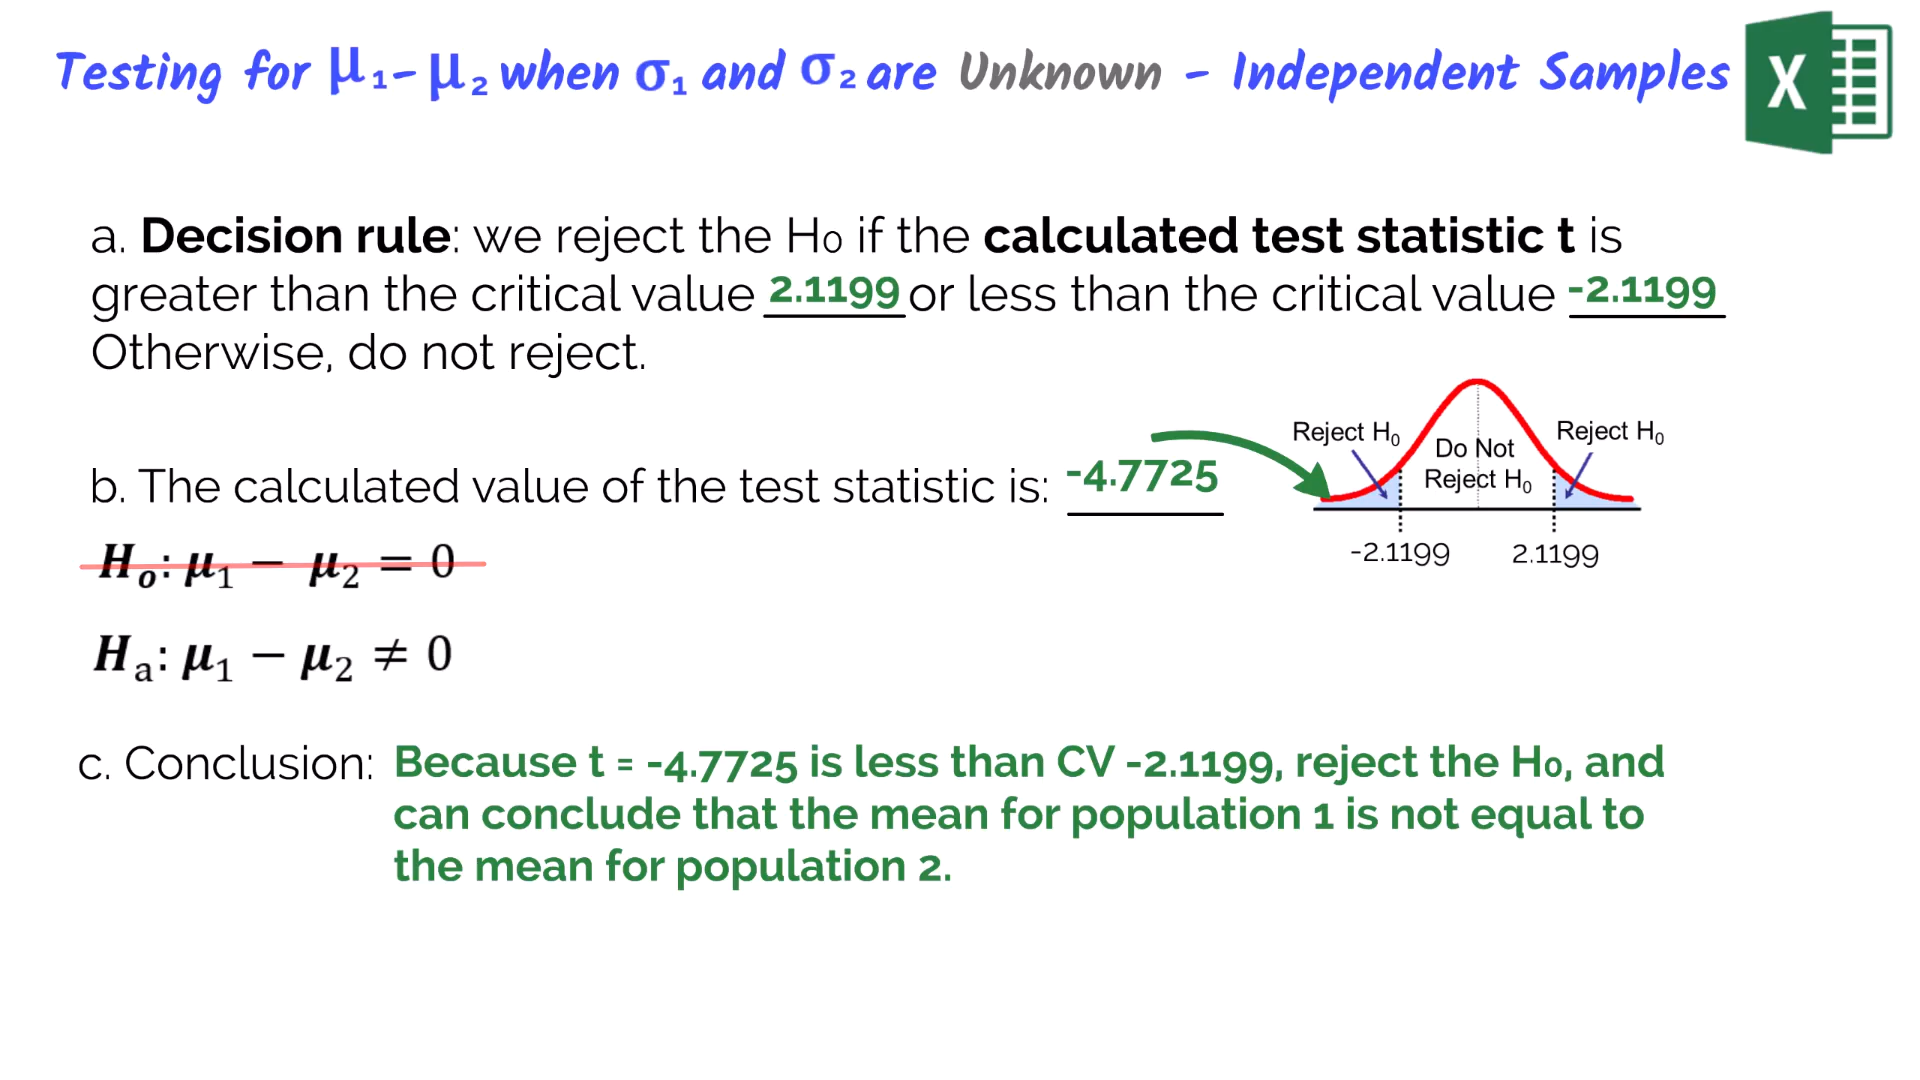 Testing for μ₁- μ₂ when σ₁ and σ₂ are Unknown - Independent Samples
X
a. Decision rule: we reject the H₀ if the calculated test statistic t is
greater than the critical value 2.1199 or less than the critical value -2.1199
Otherwise, do not reject.
Reject H₀
Do Not
Reject H₀
Reject H₀
-2.1199
2.1199
b. The calculated value of the test statistic is: -4.7725
Hₒ: μ₁ − μ₂ = 0
Hₐ: μ₁ − μ₂ ≠ 0
c. Conclusion: Because t = -4.7725 is less than CV -2.1199, reject the H₀, and
can conclude that the mean for population 1 is not equal to
the mean for population 2.